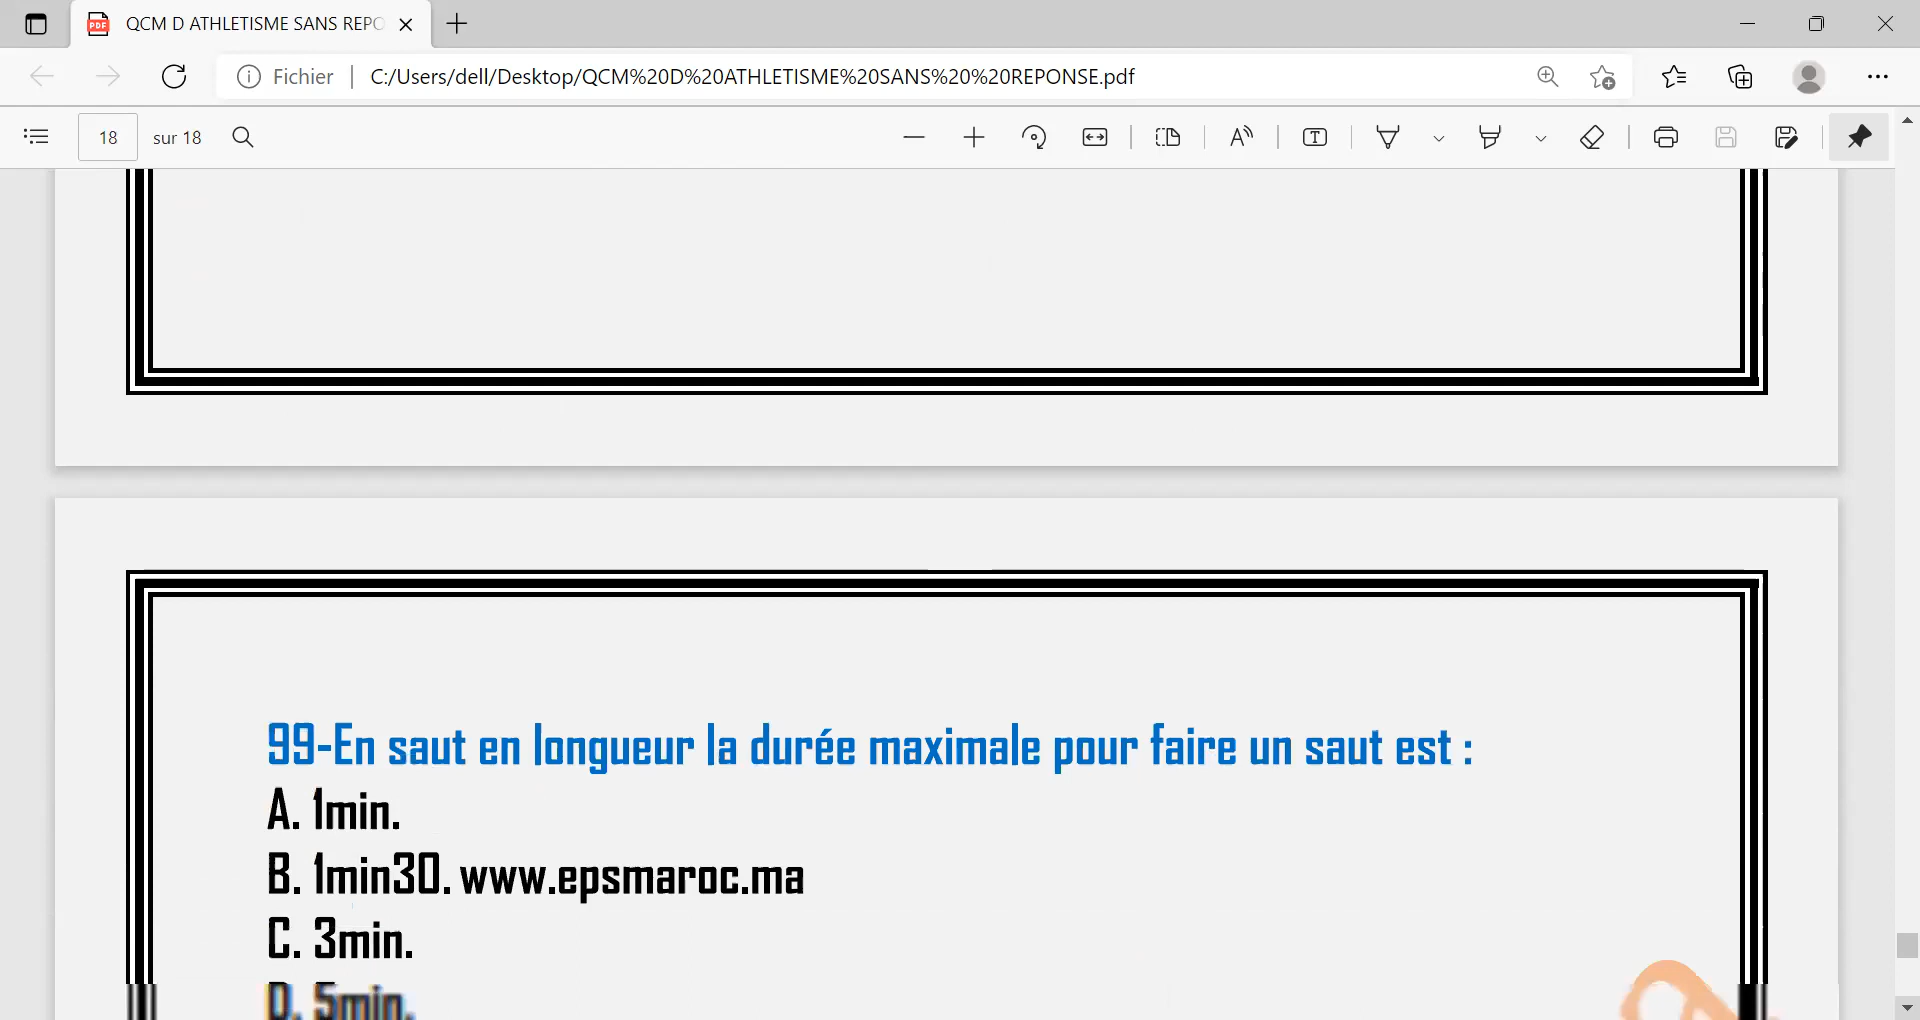 QCM D ATHLETISME SANS REPO
Fichier
C:/Users/dell/Desktop/QCM%20D%20ATHLETISME%20SANS%20%20REPONSE.pdf
18 sur 18
99-En saut en longueur la durée maximale pour faire un saut est :
A. 1min.
B. 1min30. www.epsmaroc.ma
C. 3min.
D. 5min.